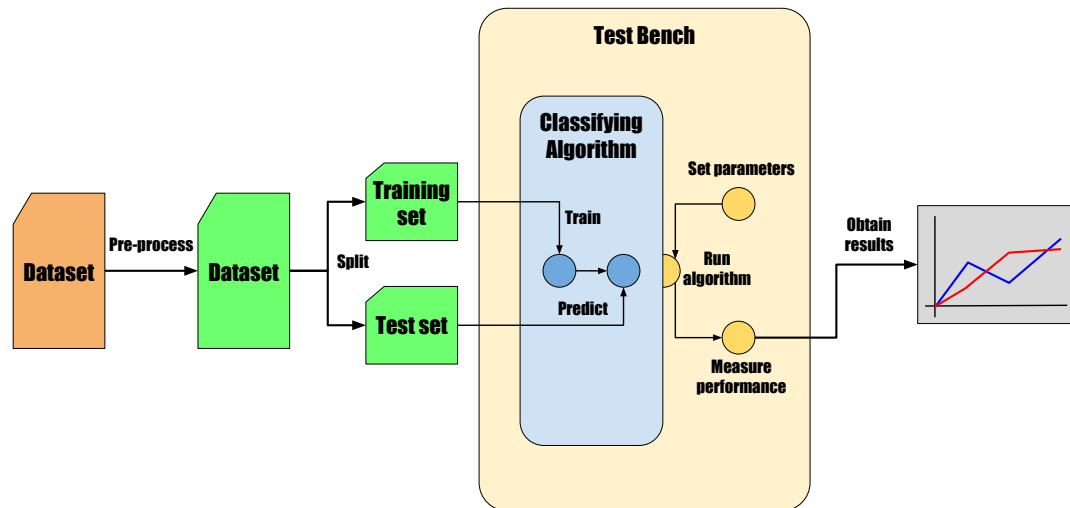 Test Bench
Classifying
Algorithm
Training
set
Set parameters
Train
Obtain
results
Pre-process
Dataset
Dataset
Split
Run
algorithm
Predict
Test set
Measure
performance